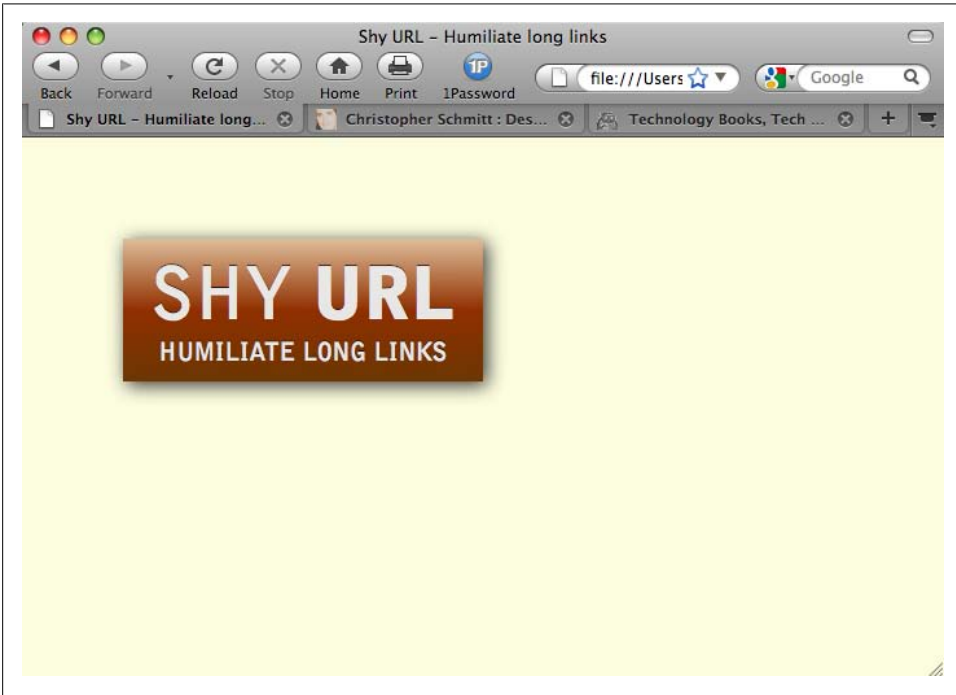 Shy URL – Humiliate long links
file:///Users
Google
Back Forward Reload Stop Home Print 1Password
Shy URL – Humiliate long... Christopher Schmitt : Des... Technology Books, Tech ...
SHY URL
HUMILIATE LONG LINKS